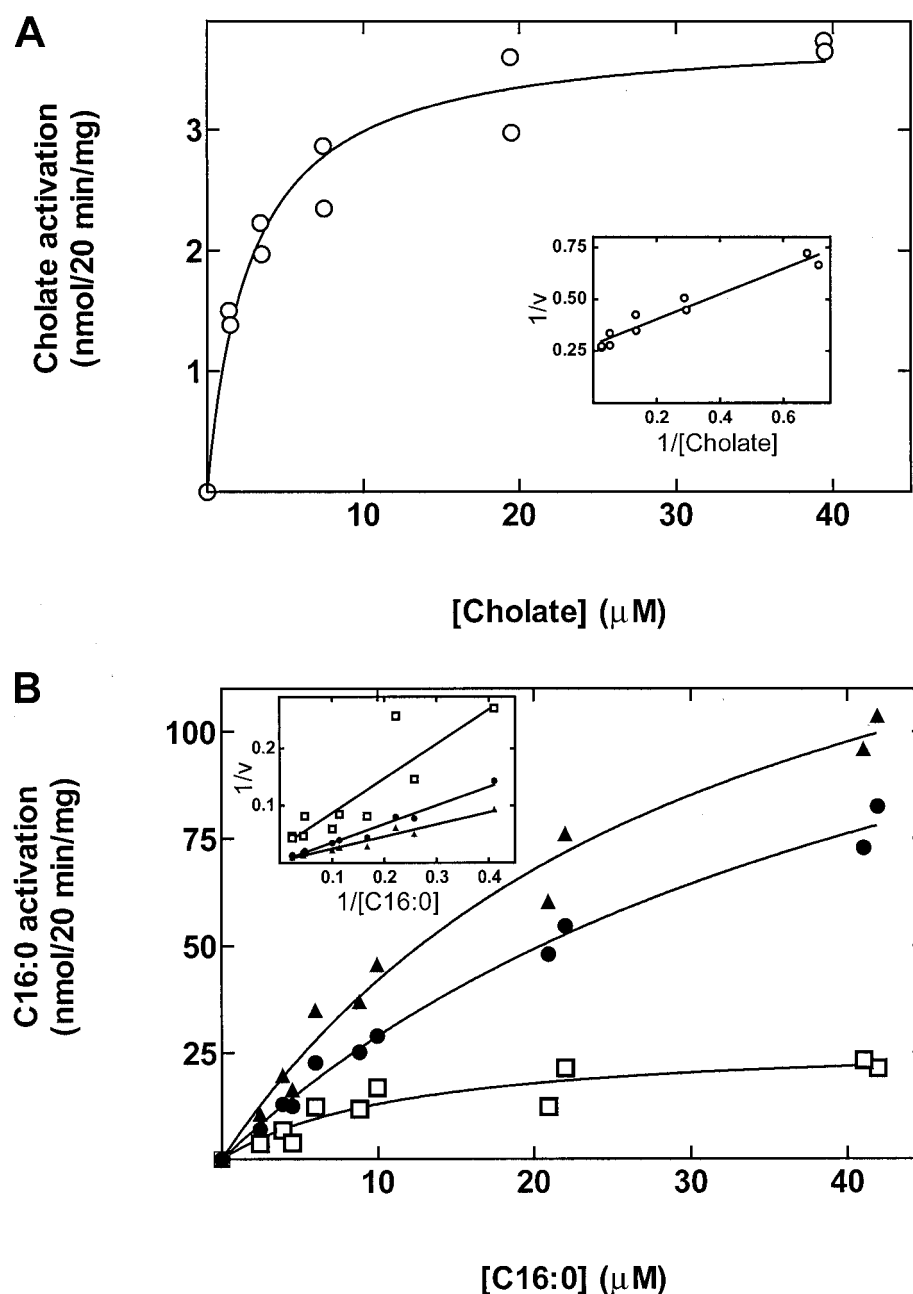 A
Cholate activation
(nmol/20 min/mg)
3
2
1
0.75
0.50
0.25
1/v
0.2 0.4 0.6
1/[Cholate]
10 20 30 40
[Cholate] (μM)
B
C16:0 activation
(nmol/20 min/mg)
100
75
50
25
0.2
0.1
1/v
0.1 0.2 0.3 0.4
1/[C16:0]
10 20 30 40
[C16:0] (μM)